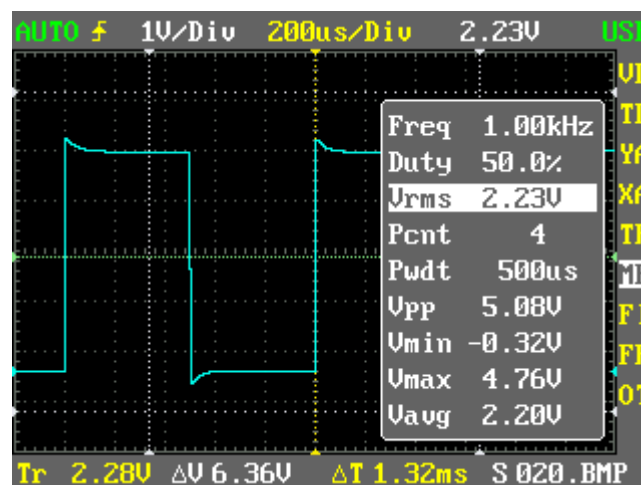 AUTO 1V/Div 200us/Div 2.23V
Freq 1.00kHz
Duty 50.0%
Vrms 2.23V
Pcnt 4
Pwdt 500us
Vpp 5.08V
Vmin -0.32V
Vmax 4.76V
Vavg 2.20V
Tr 2.28V ΔV 6.36V ΔT 1.32ms S 020.BMP